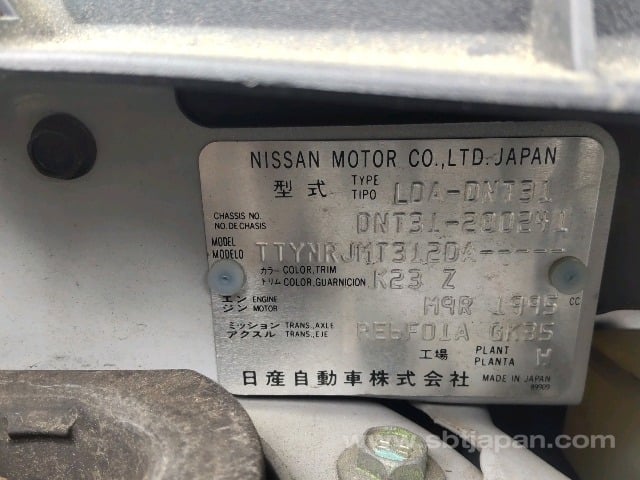 NISSAN MOTOR CO.,LTD. JAPAN
型式 TYPE TIPO LDA-DNT31
CHASSIS NO. NO. DE CHASIS DNT31-200241
MODEL MODELO TTYNRJMT312DA-----
カラー COLOR,TRIM
トリム COLOR,GUARNICION K23 Z
エンジン ENGINE MOTOR M9R 1995 CC
ミッション TRANS.,AXLE
アクスル TRANS.,EJE RE6F01A GK35
工場 PLANT PLANTA H
日産自動車株式会社 MADE IN JAPAN
89909
www.sbtjapan.com